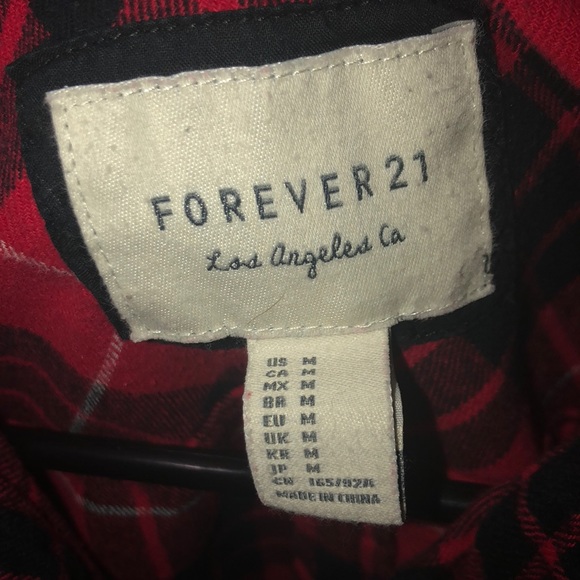 FOREVER 21
Los Angeles Ca
US M
CA M
MX M
BR M
EU M
UK M
KR M
JP M
CN 165/92A
MADE IN CHINA